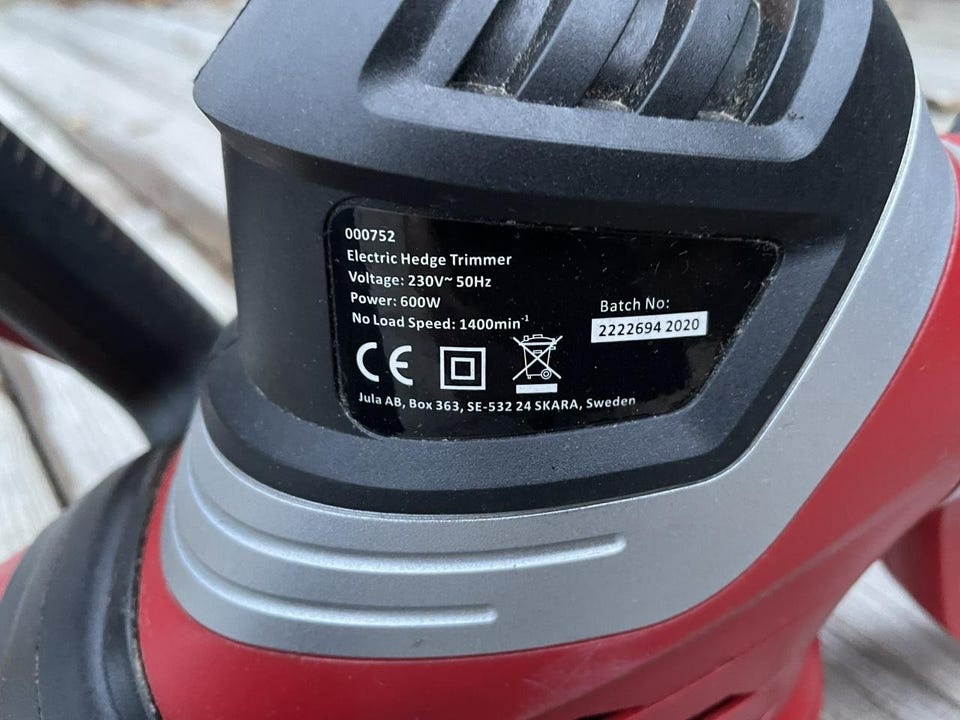 000752
Electric Hedge Trimmer
Voltage: 230V~ 50Hz
Power: 600W
No Load Speed: 1400min⁻¹
Batch No:
2222694 2020
CE
Jula AB, Box 363, SE-532 24 SKARA, Sweden